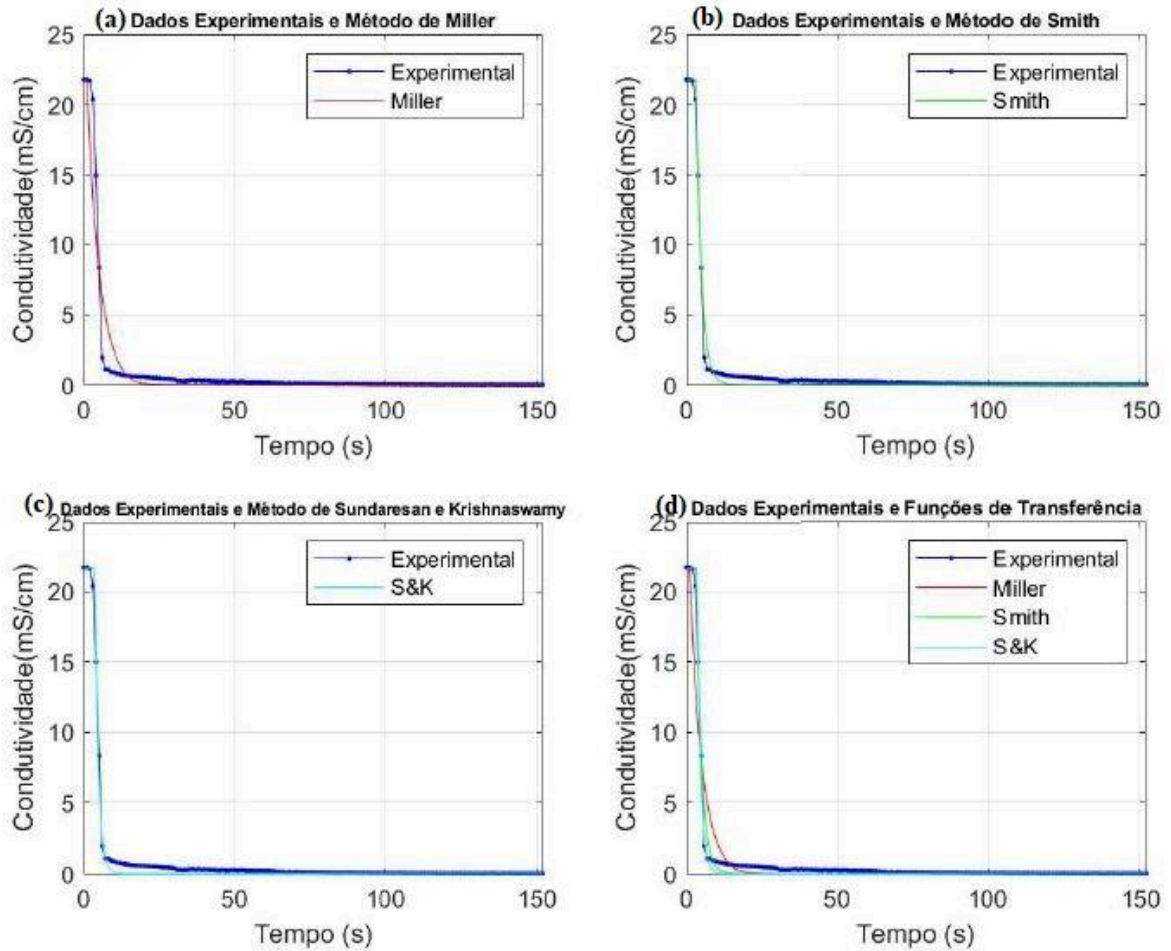 (a) Dados Experimentais e Método de Miller
25
20
15
10
5
0
Condutividade(mS/cm)
Experimental
Miller
0
50
100
150
Tempo (s)
(b) Dados Experimentais e Método de Smith
25
20
15
10
5
0
Condutividade(mS/cm)
Experimental
Smith
0
50
100
150
Tempo (s)
(c) Dados Experimentais e Método de Sundaresan e Krishnaswamy
25
20
15
10
5
0
Condutividade(mS/cm)
Experimental
S&K
0
50
100
150
Tempo (s)
(d) Dados Experimentais e Funções de Transferência
25
20
15
10
5
0
Condutividade(mS/cm)
Experimental
Miller
Smith
S&K
0
50
100
150
Tempo (s)